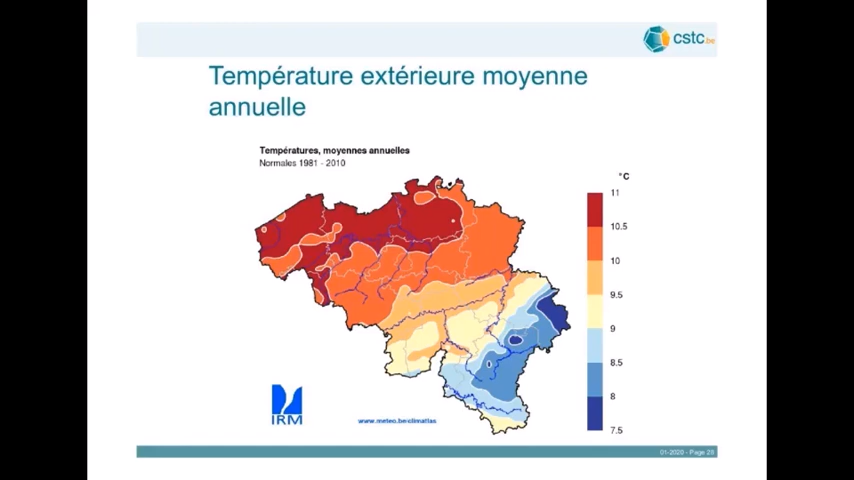 cstc.be
Température extérieure moyenne
annuelle
Températures, moyennes annuelles
Normales 1981 - 2010
°C
11
10.5
10
9.5
9
8.5
8
7.5
IRM
www.meteo.be/climatlas
01-2020 - Page 28